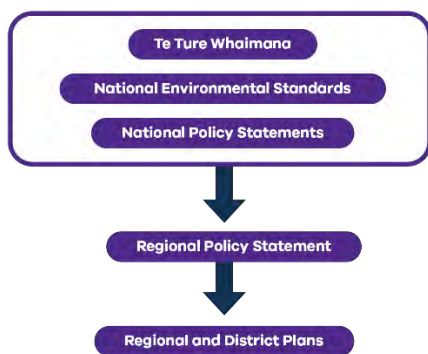 Te Ture Whaimana
National Environmental Standards
National Policy Statements
Regional Policy Statement
Regional and District Plans